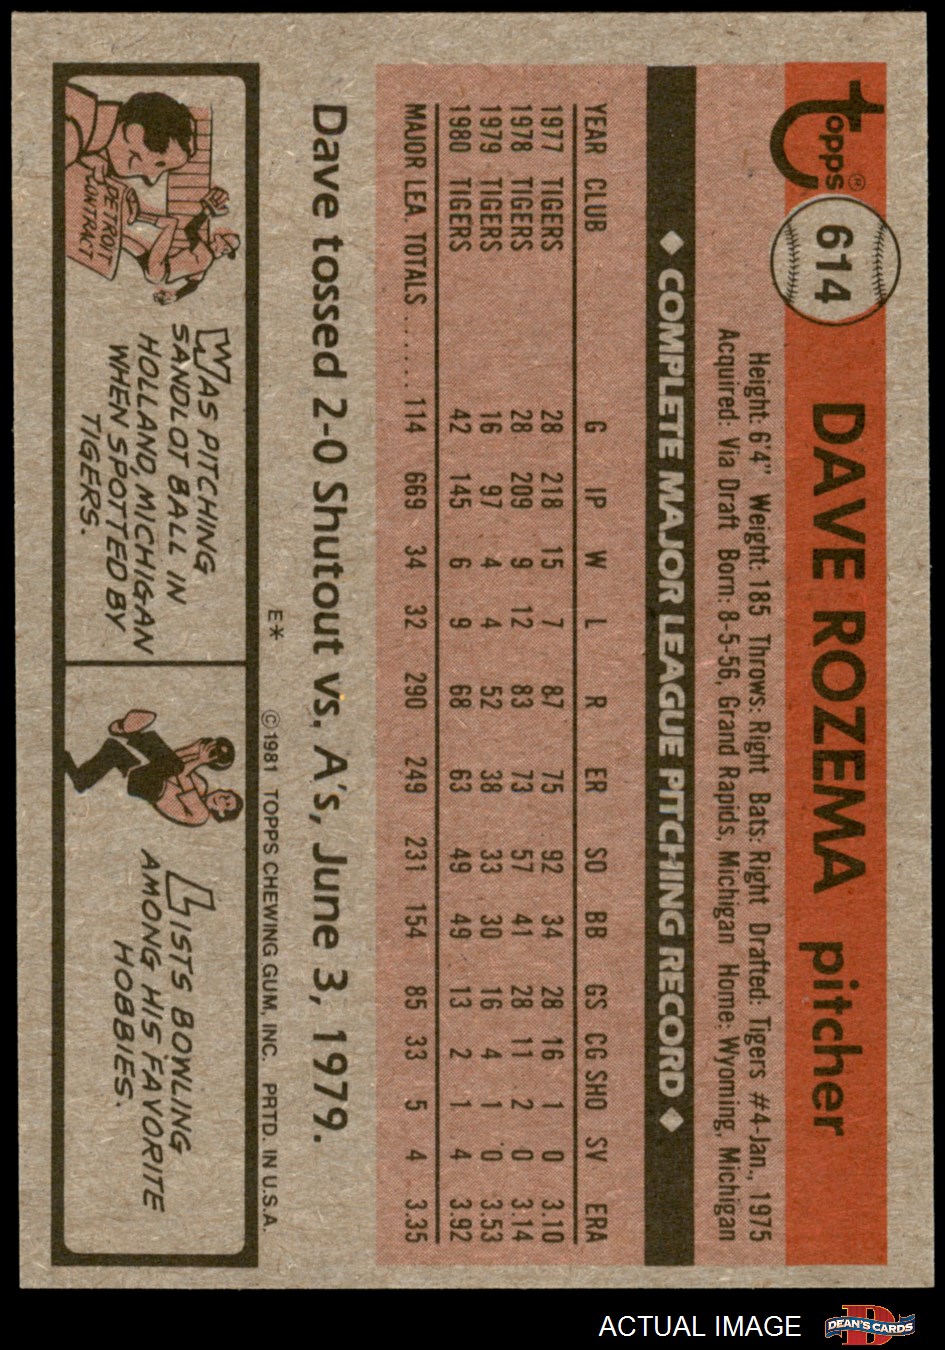 Topps®
614
DAVE ROZEMA pitcher
Height: 6'4" Weight: 185 Throws: Right Bats: Right Drafted: Tigers #4-Jan., 1975
Acquired: Via Draft Born: 8-5-56, Grand Rapids, Michigan Home: Wyoming, Michigan
◆ COMPLETE MAJOR LEAGUE PITCHING RECORD ◆
YEAR CLUB G IP W L R ER SO BB GS CG SHO SV ERA
1977 TIGERS 28 218 15 7 87 75 92 34 28 16 1 0 3.10
1978 TIGERS 28 209 9 12 83 73 57 41 28 11 2 0 3.14
1979 TIGERS 16 97 4 4 52 38 33 30 16 4 1 0 3.53
1980 TIGERS 42 145 6 9 68 63 49 49 13 2 1 4 3.92
MAJOR LEA. TOTALS ...... 114 669 34 32 290 249 231 154 85 33 5 4 3.35
Dave tossed 2-0 Shutout vs. A's, June 3, 1979.
E* ©1981 TOPPS CHEWING GUM, INC. PRTD. IN U.S.A.
DETROIT
CONTRACT
WAS PITCHING
SANDLOT BALL IN
HOLLAND, MICHIGAN
WHEN SPOTTED BY
TIGERS.
LISTS BOWLING
AMONG HIS FAVORITE
HOBBIES.
ACTUAL IMAGE
DEAN'S CARDS